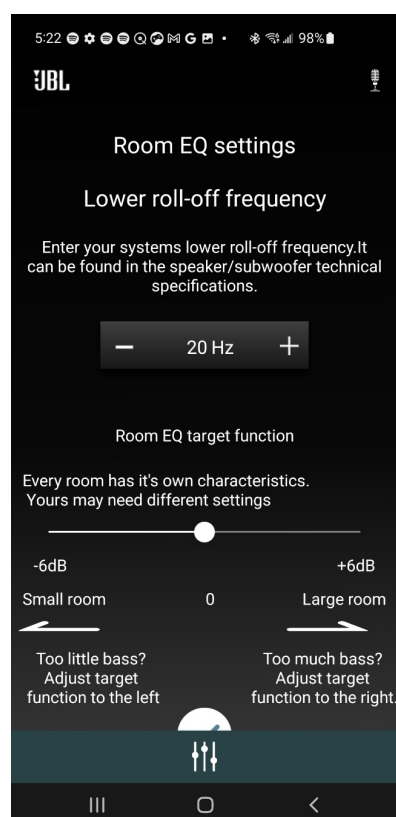 5:22 98%
JBL
Room EQ settings
Lower roll-off frequency
Enter your systems lower roll-off frequency.It
can be found in the speaker/subwoofer technical
specifications.
− 20 Hz +
Room EQ target function
Every room has it's own characteristics.
Yours may need different settings
-6dB +6dB
Small room 0 Large room
Too little bass? Too much bass?
Adjust target Adjust target
function to the left function to the right.